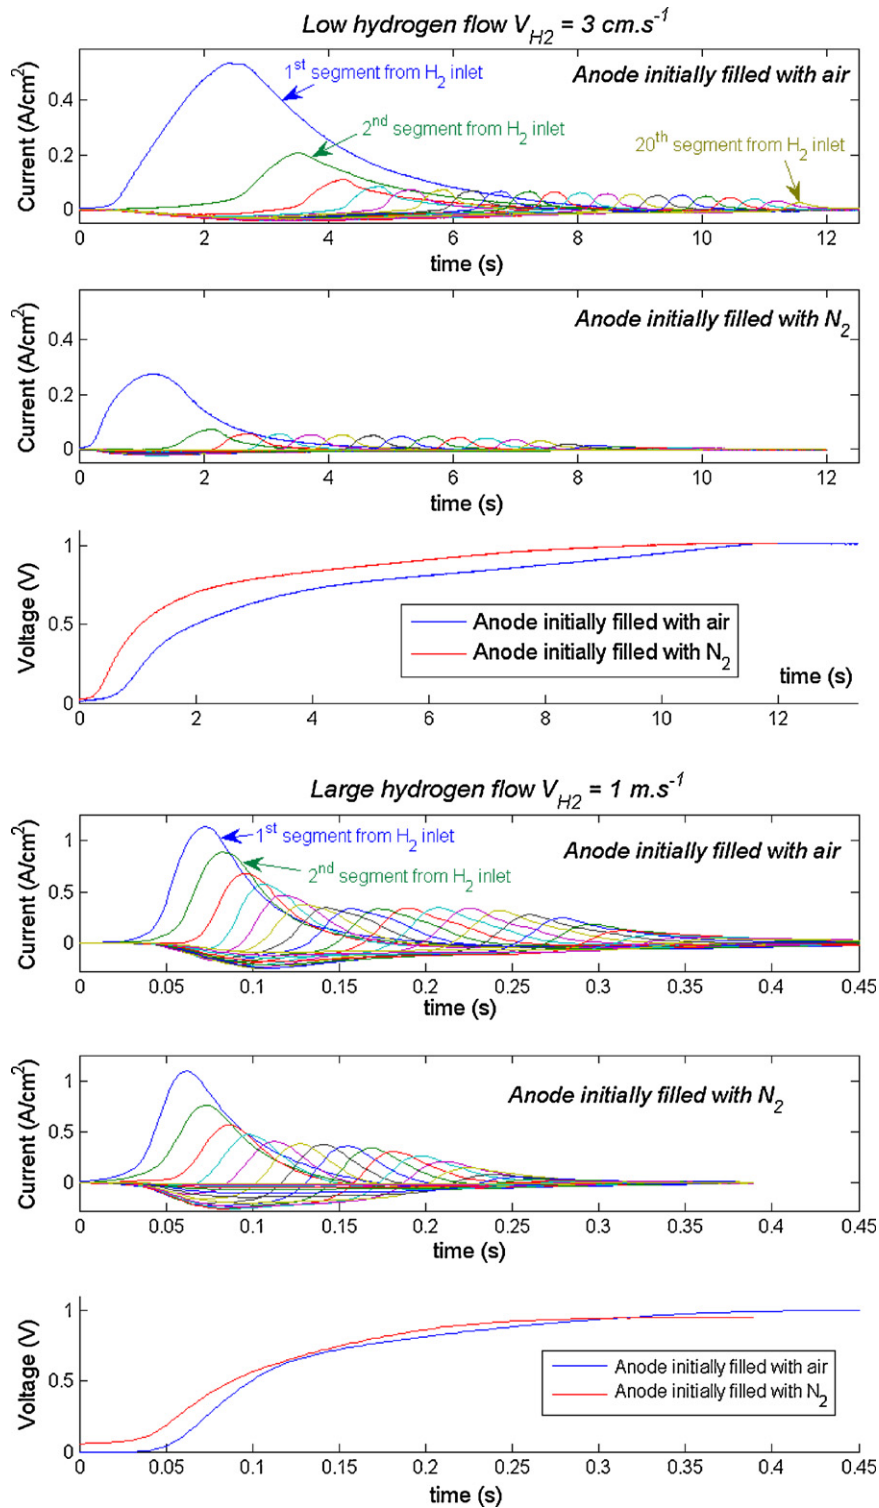 Low hydrogen flow V_H2 = 3 cm.s⁻¹
Anode initially filled with air
1st segment from H2 inlet
2nd segment from H2 inlet
20th segment from H2 inlet
Current (A/cm²)
0.4
0.2
0
0 2 4 6 8 10 12
time (s)
Anode initially filled with N2
Current (A/cm²)
0.4
0.2
0
0 2 4 6 8 10 12
time (s)
Voltage (V)
1
0.5
0
Anode initially filled with air
Anode initially filled with N2
time (s)
0 2 4 6 8 10 12
Large hydrogen flow V_H2 = 1 m.s⁻¹
1st segment from H2 inlet
Anode initially filled with air
2nd segment from H2 inlet
Current (A/cm²)
1
0.5
0
0 0.05 0.1 0.15 0.2 0.25 0.3 0.35 0.4 0.45
time (s)
Anode initially filled with N2
Current (A/cm²)
1
0.5
0
0 0.05 0.1 0.15 0.2 0.25 0.3 0.35 0.4 0.45
time (s)
Voltage (V)
1
0.5
0
Anode initially filled with air
Anode initially filled with N2
0 0.05 0.1 0.15 0.2 0.25 0.3 0.35 0.4 0.45
time (s)